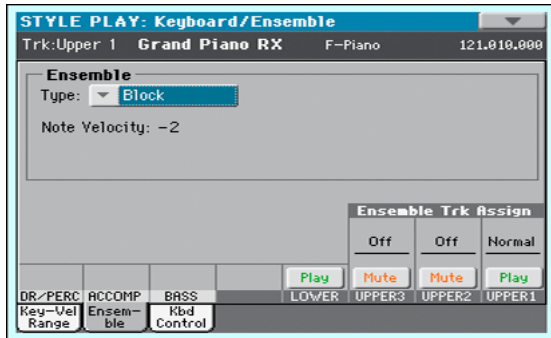 STYLE PLAY: Keyboard/Ensemble
Trk:Upper 1 Grand Piano RX F-Piano 121.010.000
Ensemble
Type: Block
Note Velocity: -2
Ensemble Trk Assign
Off Off Normal
Play Mute Mute Play
DR/PERC ACCOMP BASS LOWER UPPER3 UPPER2 UPPER1
Key-Vel Ensem- Kbd
Range ble Control